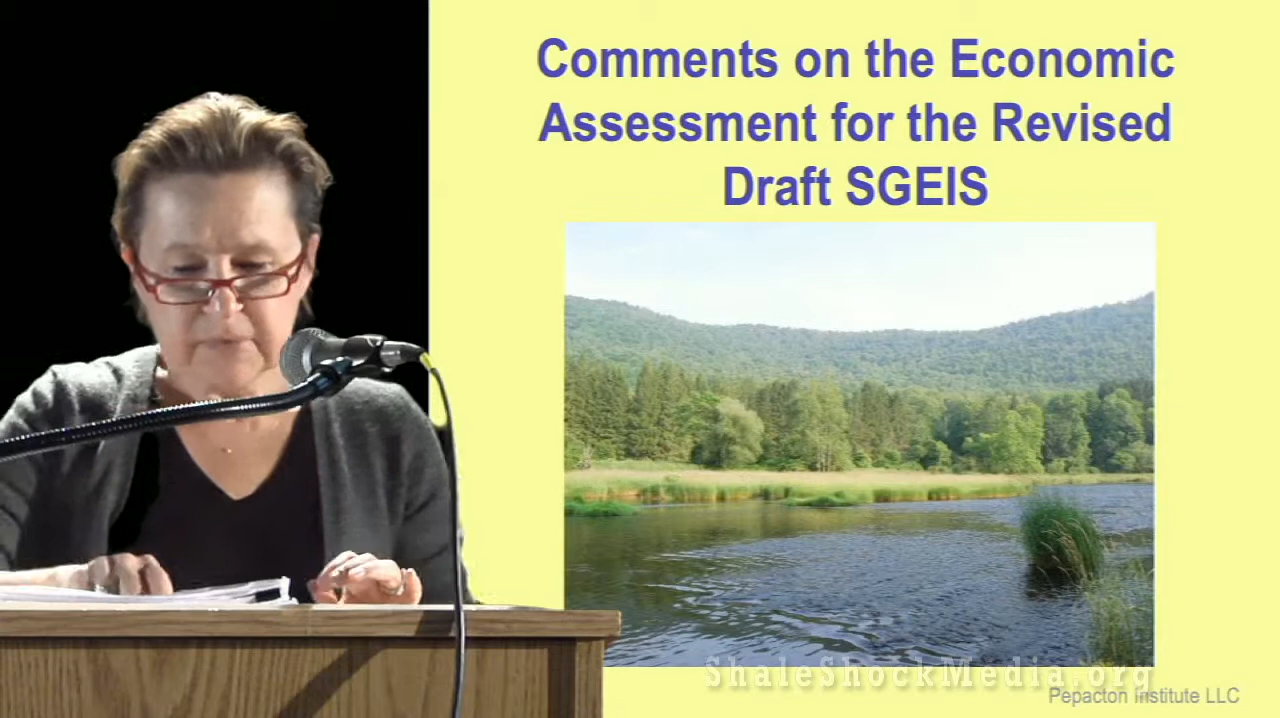 Comments on the Economic
Assessment for the Revised
Draft SGEIS
ShaleShockMedia.org
Pepacton Institute LLC